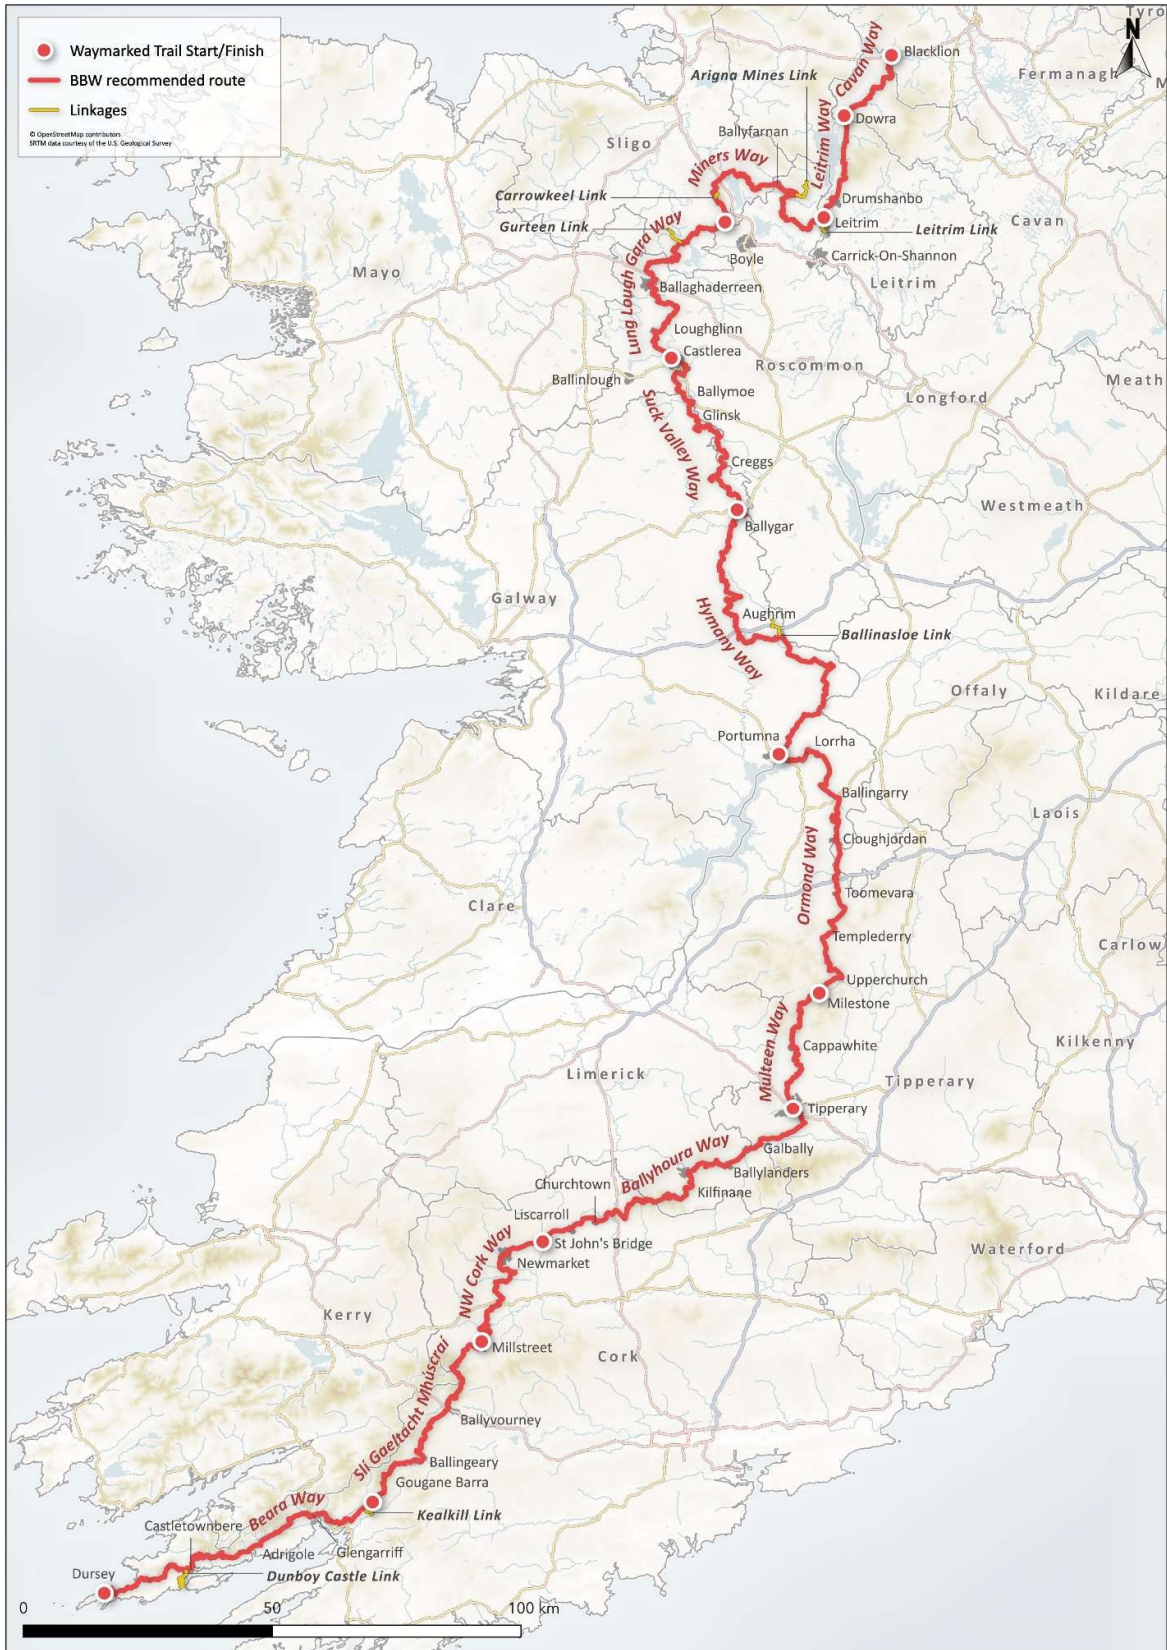 Waymarked Trail Start/Finish
BBW recommended route
Linkages
© OpenStreetMap contributors
SRTM data courtesy of the U.S. Geological Survey
Tyro
N
Blacklion
Cavan Way
Fermanagh
M
Arigna Mines Link
Dowra
Ballyfarnan
Leitrim Way
Sligo
Miners Way
Carrowkeel Link
Drumshanbo
Leitrim
Gurteen Link
Leitrim Link
Cavan
Lung Lough Gara Way
Boyle
Carrick-On-Shannon
Mayo
Leitrim
Ballaghaderreen
Loughglinn
Castlerea
Roscommon
Ballinlough
Meath
Ballymoe
Longford
Glinsk
Suck Valley Way
Creggs
Westmeath
Ballygar
Galway
Aughrim
Hymany Way
Ballinasloe Link
Offaly
Kildare
Portumna
Lorrha
Ballingarry
Laois
Cloughjordan
Ormond Way
Toomevara
Clare
Templederry
Carlow
Upperchurch
Milestone
Multeen Way
Cappawhite
Kilkenny
Limerick
Tipperary
Tipperary
Galbally
Ballyhoura Way
Ballylanders
Churchtown
Kilfinane
Liscarroll
St John's Bridge
Waterford
NW Cork Way
Newmarket
Kerry
Millstreet
Cork
Sli Gaeltacht Mhúscraí
Ballyvourney
Ballingeary
Gougane Barra
Beara Way
Kealkill Link
Castletownbere
Adrigole
Glengarriff
Dursey
Dunboy Castle Link
0
50
100 km